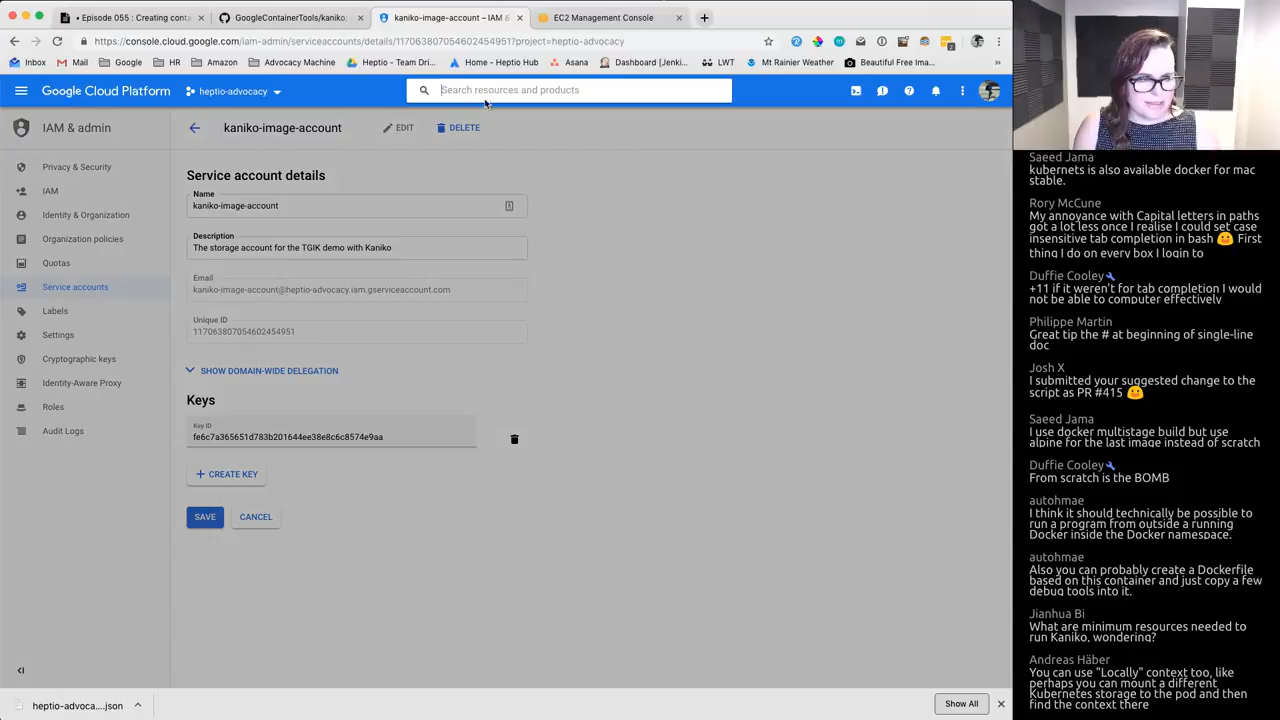 • Episode 055 : Creating conta
GoogleContainerTools/kaniko:
kaniko-image-account – IAM &
EC2 Management Console
https://console.cloud.google.com/iam-admin/serviceaccounts/details/117063807054602454951?project=heptio-advocacy
Inbox
Mail
Google
HR
Amazon
Advocacy Machine
Heptio - Team Dri...
Home - Heptio Hub
Asana
Dashboard [Jenki...
LWT
Mt Rainier Weather
Beautiful Free Ima...
Google Cloud Platform
heptio-advocacy
Search resources and products
IAM & admin
kaniko-image-account
EDIT
DELETE
Privacy & Security
IAM
Identity & Organization
Organization policies
Quotas
Service accounts
Labels
Settings
Cryptographic keys
Identity-Aware Proxy
Roles
Audit Logs
Service account details
Name
kaniko-image-account
Description
The storage account for the TGIK demo with Kaniko
Email
kaniko-image-account@heptio-advocacy.iam.gserviceaccount.com
Unique ID
117063807054602454951
SHOW DOMAIN-WIDE DELEGATION
Keys
Key ID
fe6c7a365651d783b201644ee38e8c6c8574e9aa
+ CREATE KEY
SAVE
CANCEL
heptio-advoca....json
Show All
Saeed Jama
kubernets is also available docker for mac
stable.
Rory McCune
My annoyance with Capital letters in paths
got a lot less once I realise I could set case
insensitive tab completion in bash First
thing I do on every box I login to
Duffie Cooley
+11 if it weren't for tab completion I would
not be able to computer effectively
Philippe Martin
Great tip the # at beginning of single-line
doc
Josh X
I submitted your suggested change to the
script as PR #415
Saeed Jama
I use docker multistage build but use
alpine for the last image instead of scratch
Duffie Cooley
From scratch is the BOMB
autohmae
I think it should technically be possible to
run a program from outside a running
Docker inside the Docker namespace.
autohmae
Also you can probably create a Dockerfile
based on this container and just copy a few
debug tools into it.
Jianhua Bi
What are minimum resources needed to
run Kaniko, wondering?
Andreas Häber
You can use "Locally" context too, like
perhaps you can mount a different
Kubernetes storage to the pod and then
find the context there